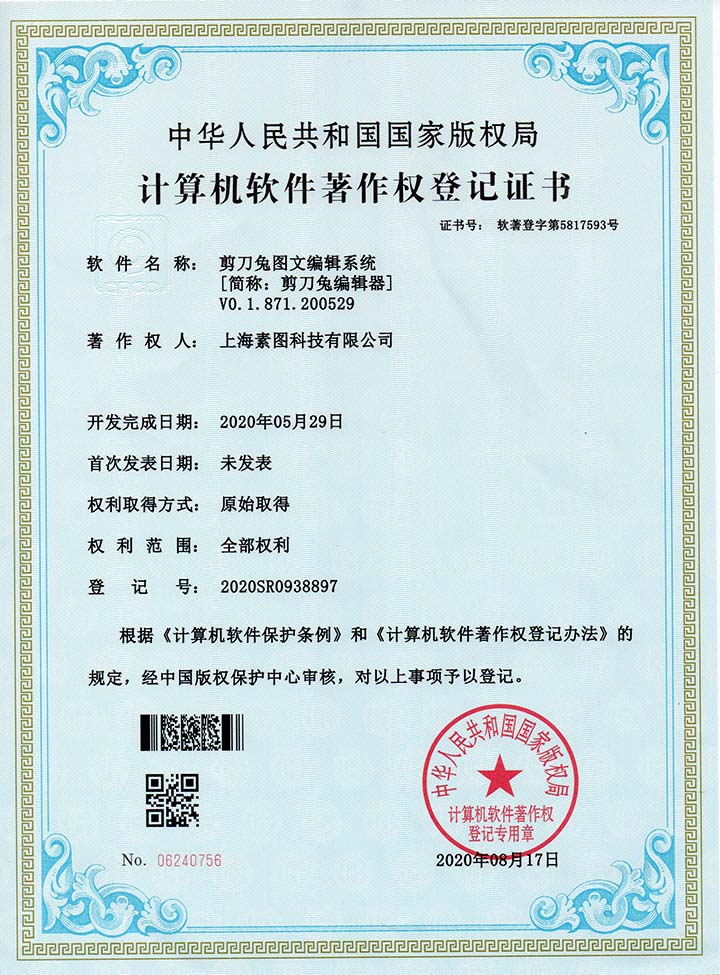 中华人民共和国国家版权局
计算机软件著作权登记证书
证书号： 软著登字第5817593号
软件名称： 剪刀兔图文编辑系统
[简称：剪刀兔编辑器]
V0.1.871.200529
著作权人： 上海素图科技有限公司
开发完成日期： 2020年05月29日
首次发表日期： 未发表
权利取得方式： 原始取得
权利范围： 全部权利
登记号： 2020SR0938897
根据《计算机软件保护条例》和《计算机软件著作权登记办法》的
规定，经中国版权保护中心审核，对以上事项予以登记。
中华人民共和国国家版权局
计算机软件著作权
登记专用章
No. 06240756
2020年08月17日